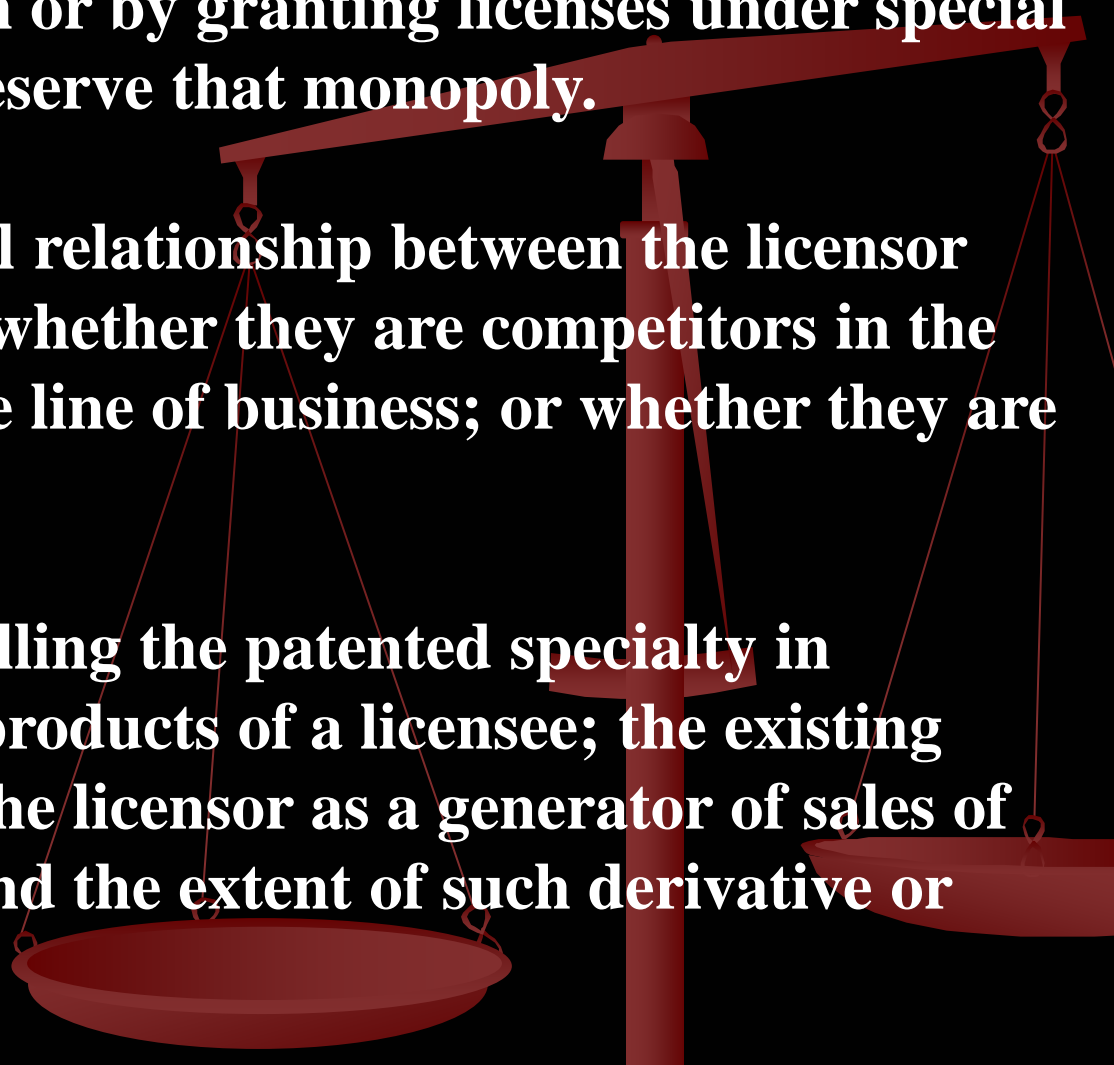 or by granting licenses under special
eserve that monopoly.
l relationship between the licensor
whether they are competitors in the
e line of business; or whether they are
lling the patented specialty in
products of a licensee; the existing
he licensor as a generator of sales of
nd the extent of such derivative or